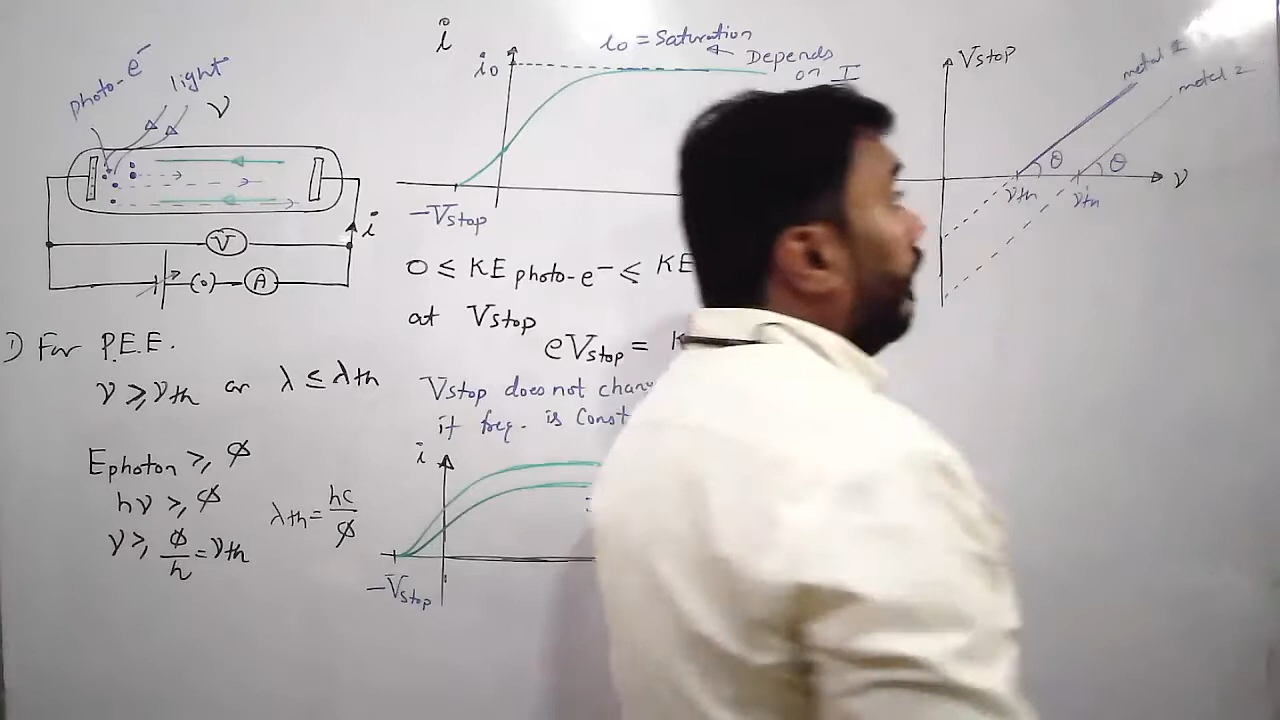 photo-e⁻ light
ν
V
i
A
1) For P.E.E.
ν ≥ νth or λ ≤ λth
Ephoton ≥ φ
hν ≥ φ
ν ≥ φ/h = νth
λth = hc/φ
i
i₀
i₀ = Saturation
Depends
on I
-Vstop
0 ≤ KE photo-e⁻ ≤ KE
at Vstop
eVstop =
Vstop does not
if freq. is Const
i
-Vstop
Vstop
metal 1
metal 2
θ θ
ν
νth ν'th